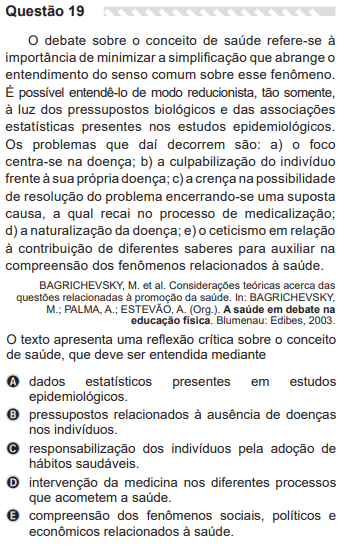 Questão 19
O debate sobre o conceito de saúde refere-se à
importância de minimizar a simplificação que abrange o
entendimento do senso comum sobre esse fenômeno.
É possível entendê-lo de modo reducionista, tão somente,
à luz dos pressupostos biológicos e das associações
estatísticas presentes nos estudos epidemiológicos.
Os problemas que daí decorrem são: a) o foco
centra-se na doença; b) a culpabilização do indivíduo
frente à sua própria doença; c) a crença na possibilidade
de resolução do problema encerrando-se uma suposta
causa, a qual recai no processo de medicalização;
d) a naturalização da doença; e) o ceticismo em relação
à contribuição de diferentes saberes para auxiliar na
compreensão dos fenômenos relacionados à saúde.
BAGRICHEVSKY, M. et al. Considerações teóricas acerca das
questões relacionadas à promoção da saúde. In: BAGRICHEVSKY,
M.; PALMA, A.; ESTEVÃO, A. (Org.). A saúde em debate na
educação física. Blumenau: Edibes, 2003.
O texto apresenta uma reflexão crítica sobre o conceito
de saúde, que deve ser entendida mediante
A dados estatísticos presentes em estudos
epidemiológicos.
B pressupostos relacionados à ausência de doenças
nos indivíduos.
C responsabilização dos indivíduos pela adoção de
hábitos saudáveis.
D intervenção da medicina nos diferentes processos
que acometem a saúde.
E compreensão dos fenômenos sociais, políticos e
econômicos relacionados à saúde.